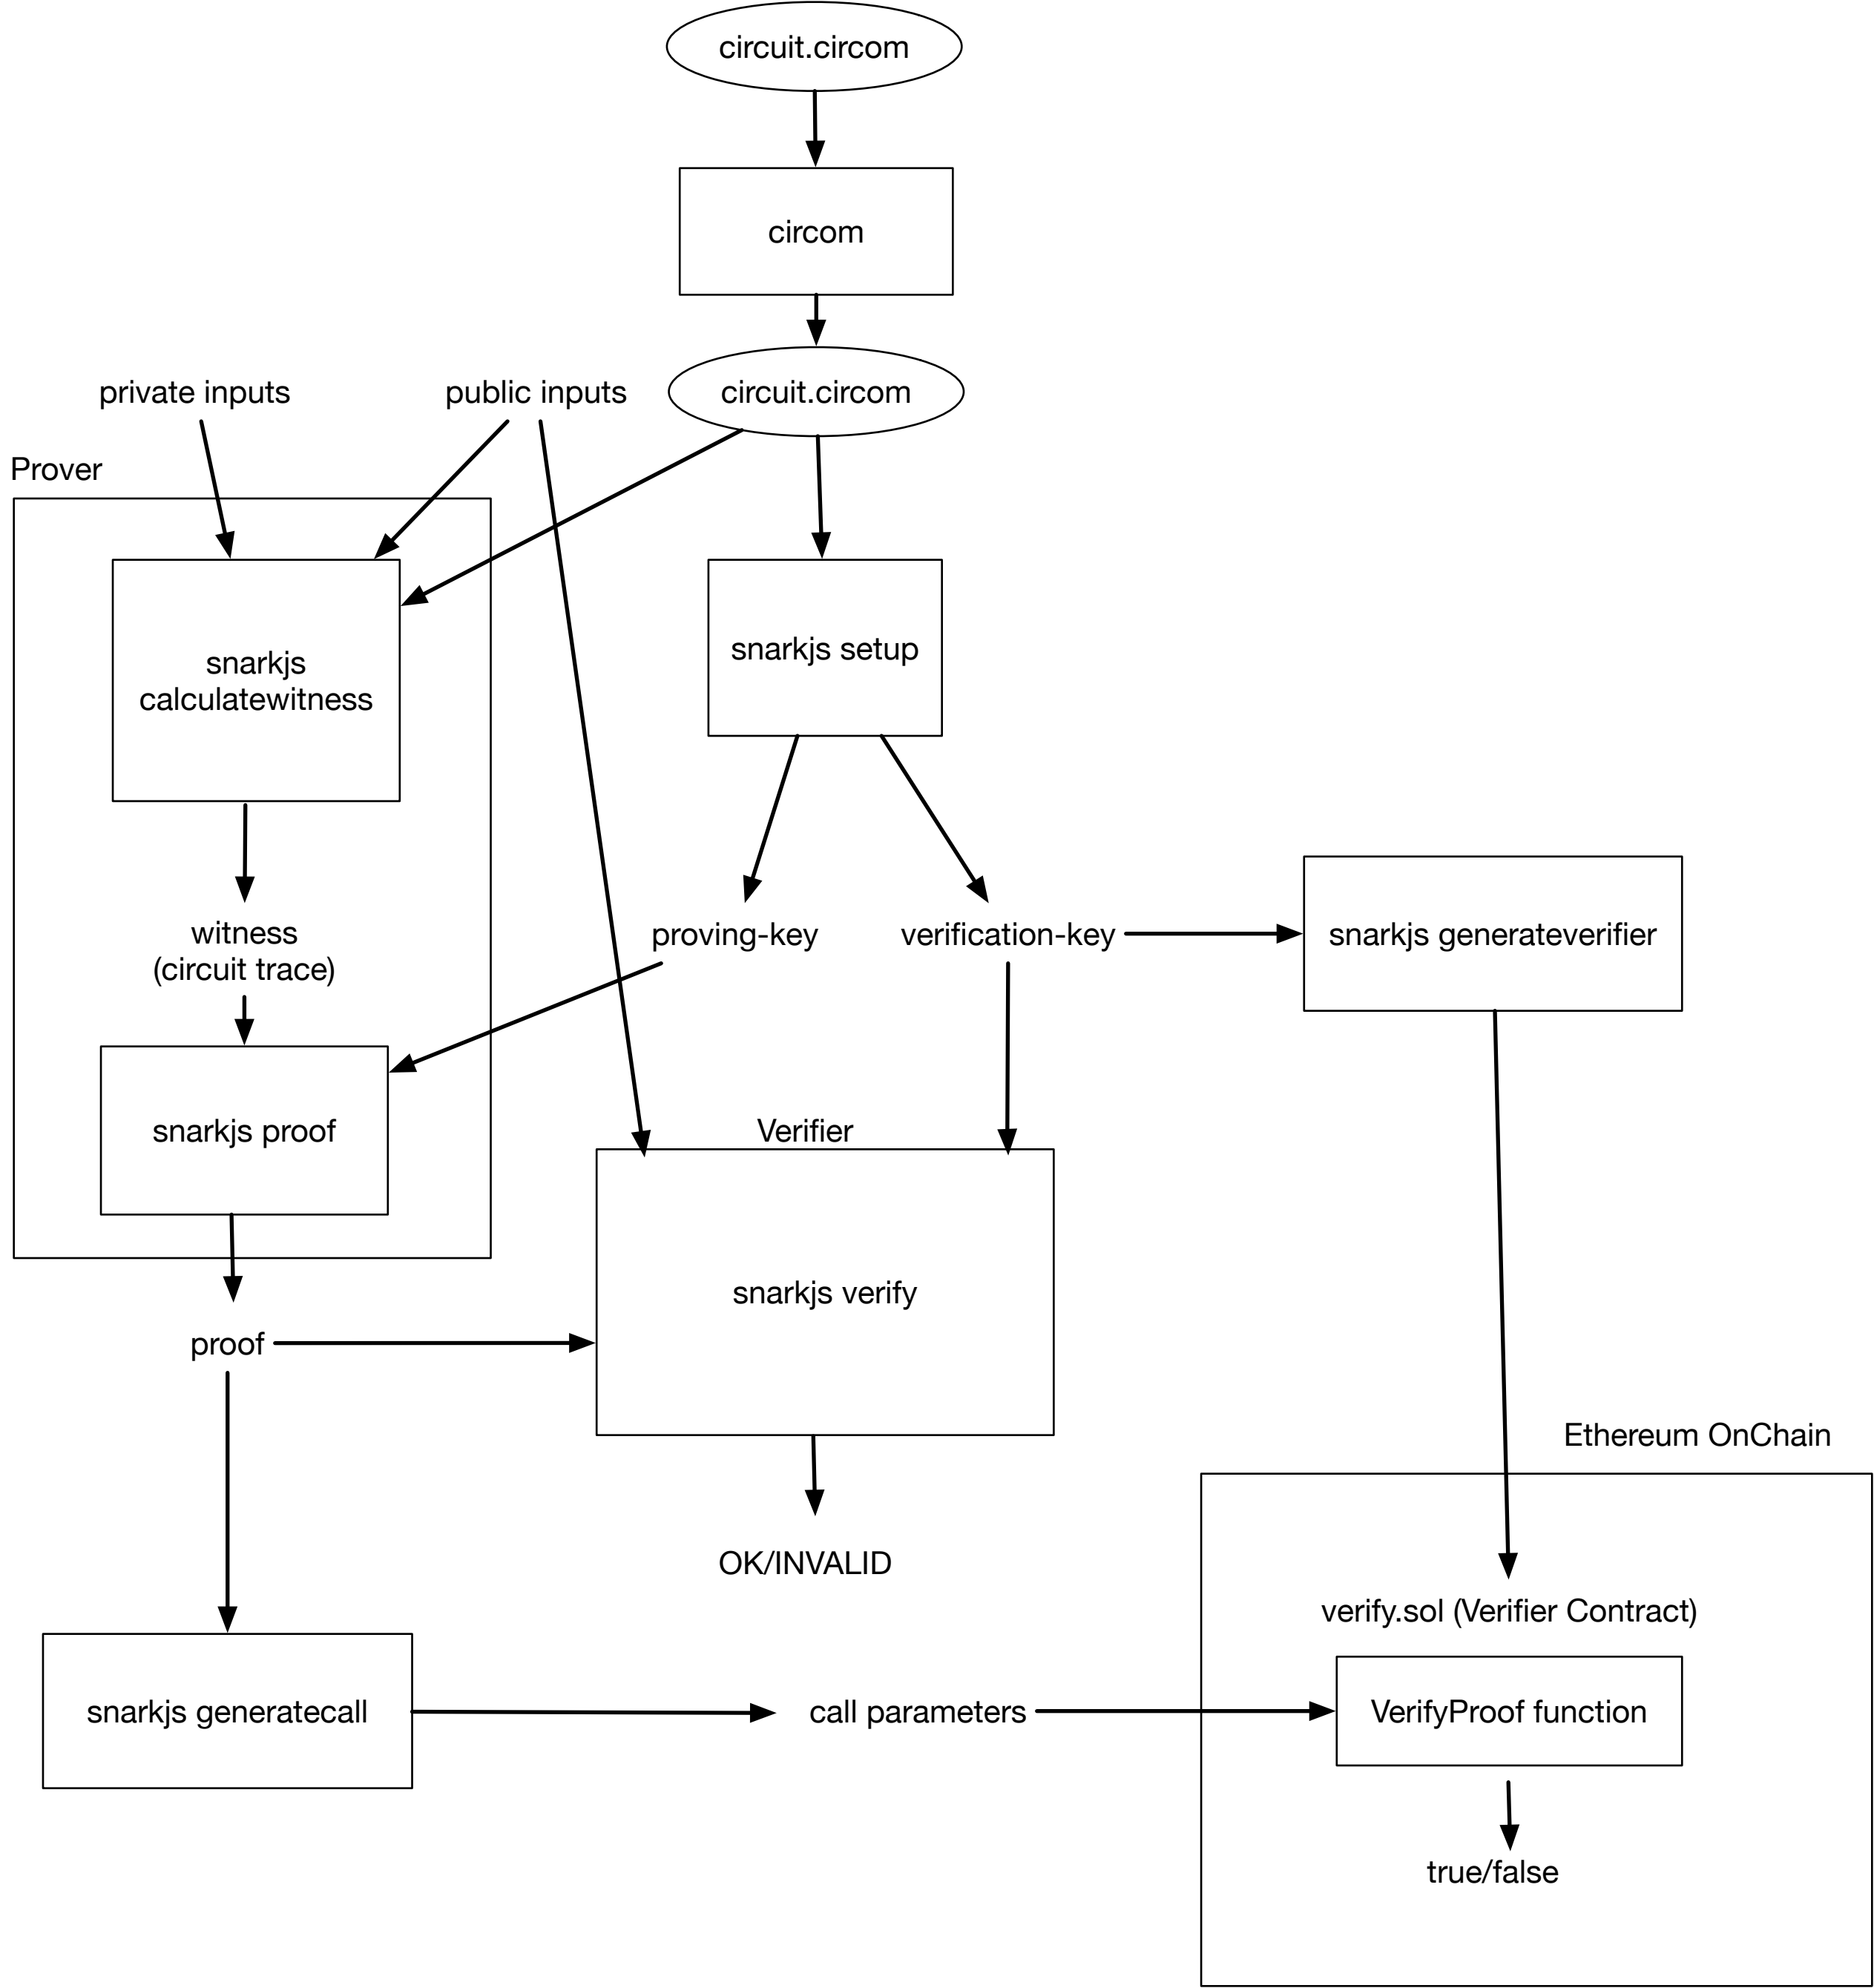 circuit.circom
circom
private inputs
public inputs
circuit.circom
Prover
snarkjs
calculatewitness
snarkjs setup
witness
(circuit trace)
proving-key
verification-key
snarkjs generateverifier
snarkjs proof
Verifier
snarkjs verify
proof
Ethereum OnChain
OK/INVALID
verify.sol (Verifier Contract)
snarkjs generatecall
call parameters
VerifyProof function
true/false